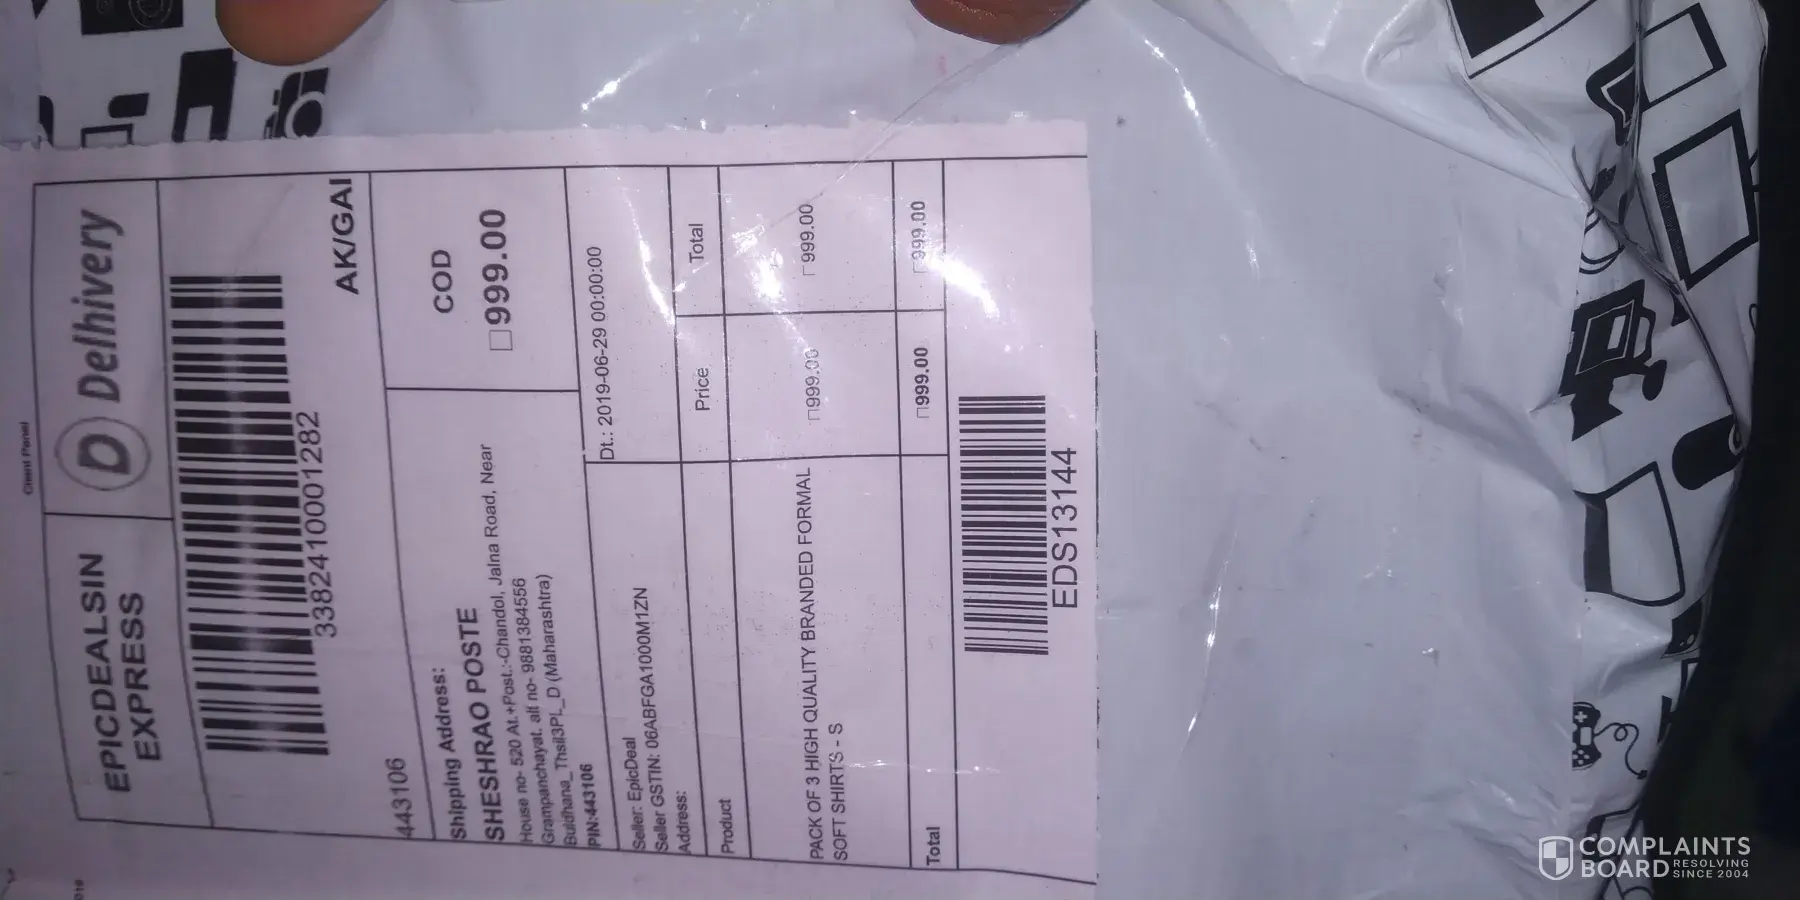 Client Panel
EPICDEALSIN
EXPRESS
D Delhivery
3382410001282
443106
AK/GAI
Shipping Address:
SHESHRAO POSTE
House no- 520 At.+Post.:-Chandol, Jalna Road, Near
Grampanchayat. alt no- 9881384556
Buldhana_Thsil3PL_D (Maharashtra)
PIN:443106
COD
□999.00
Seller: EpicDeal
Seller GSTIN: 06ABFGA1000M1ZN
Address:
Dt.: 2019-06-29 00:00:00
Product Price Total
PACK OF 3 HIGH QUALITY BRANDED FORMAL
SOFT SHIRTS - S
□999.00 □999.00
Total □999.00 □999.00
EDS13144
COMPLAINTS
BOARD RESOLVING
SINCE 2004